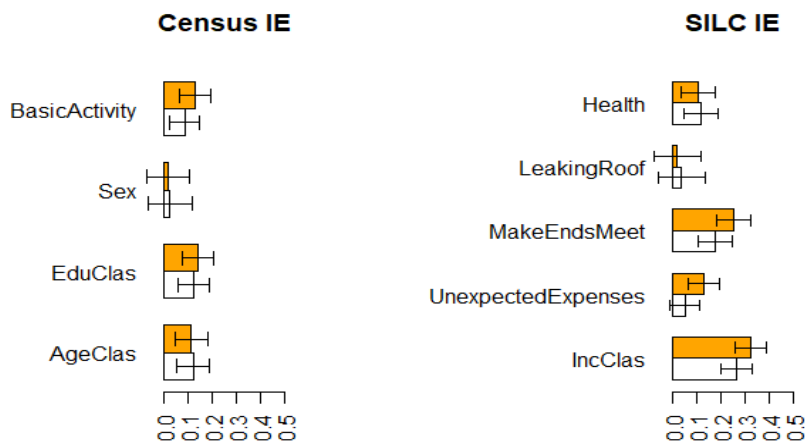 Census IE
BasicActivity
Sex
EduClas
AgeClas
0.0 0.1 0.2 0.3 0.4 0.5
SILC IE
Health
LeakingRoof
MakeEndsMeet
UnexpectedExpenses
IncClas
0.0 0.1 0.2 0.3 0.4 0.5